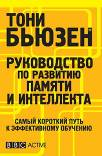 ТОНИ
БЬЮЗЕН
РУКОВОДСТВО
ПО РАЗВИТИЮ
ПАМЯТИ
И ИНТЕЛЛЕКТА
САМЫЙ КОРОТКИЙ ПУТЬ
К ЭФФЕКТИВНОМУ ОБУЧЕНИЮ
BBC ACTIVE